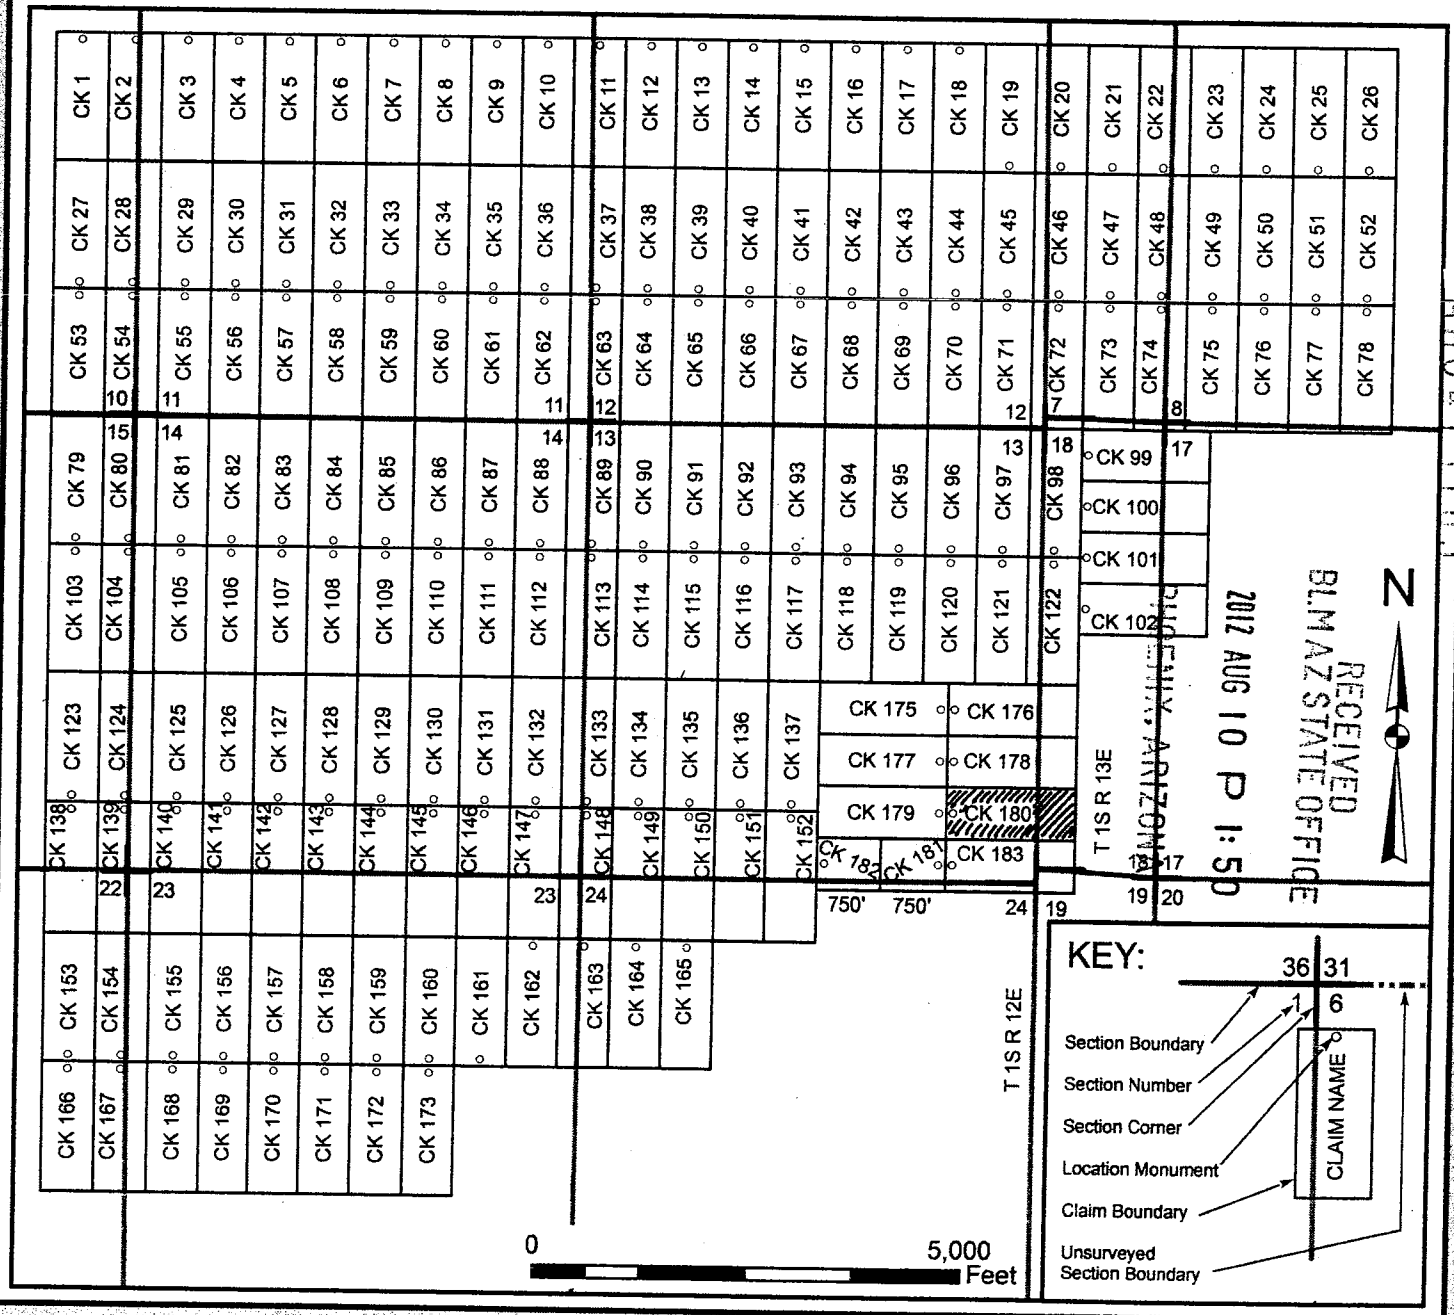 CK 1 CK 2 CK 3 CK 4 CK 5 CK 6 CK 7 CK 8 CK 9 CK 10 CK 11 CK 12 CK 13 CK 14 CK 15 CK 16 CK 17 CK 18 CK 19 CK 20 CK 21 CK 22 CK 23 CK 24 CK 25 CK 26
CK 27 CK 28 CK 29 CK 30 CK 31 CK 32 CK 33 CK 34 CK 35 CK 36 CK 37 CK 38 CK 39 CK 40 CK 41 CK 42 CK 43 CK 44 CK 45 CK 46 CK 47 CK 48 CK 49 CK 50 CK 51 CK 52
CK 53 CK 54 CK 55 CK 56 CK 57 CK 58 CK 59 CK 60 CK 61 CK 62 CK 63 CK 64 CK 65 CK 66 CK 67 CK 68 CK 69 CK 70 CK 71 CK 72 CK 73 CK 74 CK 75 CK 76 CK 77 CK 78
10 11 11 12 12 7 8
15 14 14 13 13 18 17
CK 79 CK 80 CK 81 CK 82 CK 83 CK 84 CK 85 CK 86 CK 87 CK 88 CK 89 CK 90 CK 91 CK 92 CK 93 CK 94 CK 95 CK 96 CK 97 CK 98
CK 99
CK 100
CK 101
CK 102
CK 103 CK 104 CK 105 CK 106 CK 107 CK 108 CK 109 CK 110 CK 111 CK 112 CK 113 CK 114 CK 115 CK 116 CK 117 CK 118 CK 119 CK 120 CK 121 CK 122
CK 123 CK 124 CK 125 CK 126 CK 127 CK 128 CK 129 CK 130 CK 131 CK 132 CK 133 CK 134 CK 135 CK 136 CK 137
CK 175 CK 176
CK 177 CK 178
CK 179 CK 180
CK 182 CK 181 CK 183
CK 138 CK 139 CK 140 CK 141 CK 142 CK 143 CK 144 CK 145 CK 146 CK 147 CK 148 CK 149 CK 150 CK 151 CK 152
18 17
22 23 23 24 24 19 19 20
750' 750'
CK 153 CK 154 CK 155 CK 156 CK 157 CK 158 CK 159 CK 160 CK 161 CK 162 CK 163 CK 164 CK 165
CK 166 CK 167 CK 168 CK 169 CK 170 CK 171 CK 172 CK 173
T 1S R 13E
T 1S R 12E
N
RECEIVED
BLM AZ STATE OFFICE
2012 AUG 10 P 1:50
PHOENIX, ARIZONA
0 5,000
Feet
KEY:
36 31
1 6
Section Boundary
Section Number
Section Corner
Location Monument
Claim Boundary
Unsurveyed
Section Boundary
CLAIM NAME